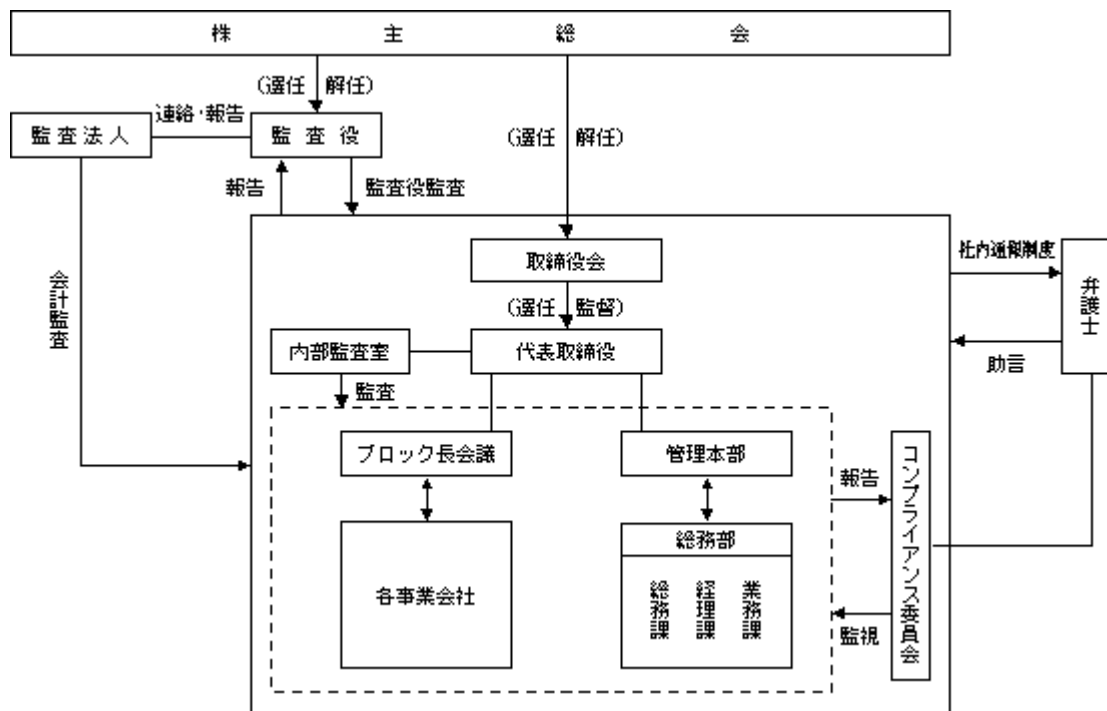 株主総会
(選任 解任)
連絡・報告
監査法人
監査役
(選任 解任)
報告
監査役監査
取締役会
社内通報制度
弁護士
会計監査
(選任 監督)
内部監査室
代表取締役
助言
監査
ブロック長会議
管理本部
コンプライアンス委員会
報告
各事業会社
総務部
総務課
経理課
業務課
監視